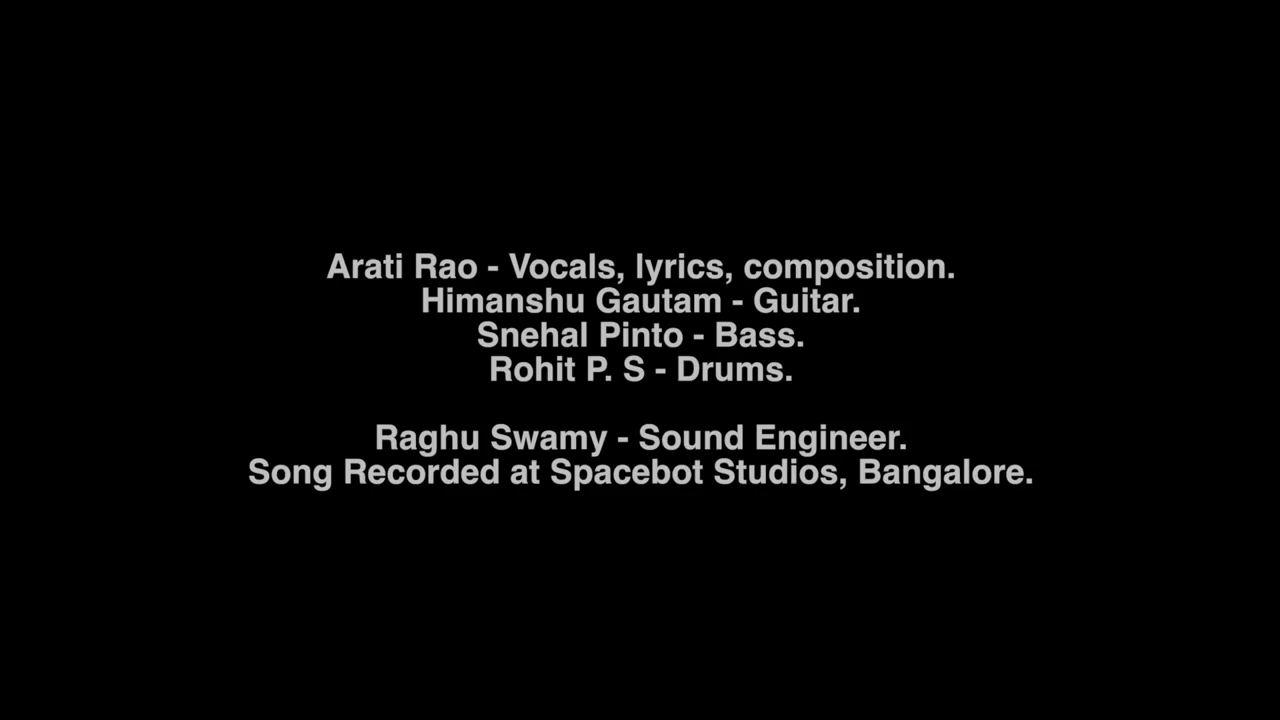 Arati Rao - Vocals, lyrics, composition.
Himanshu Gautam - Guitar.
Snehal Pinto - Bass.
Rohit P. S - Drums.
Raghu Swamy - Sound Engineer.
Song Recorded at Spacebot Studios, Bangalore.